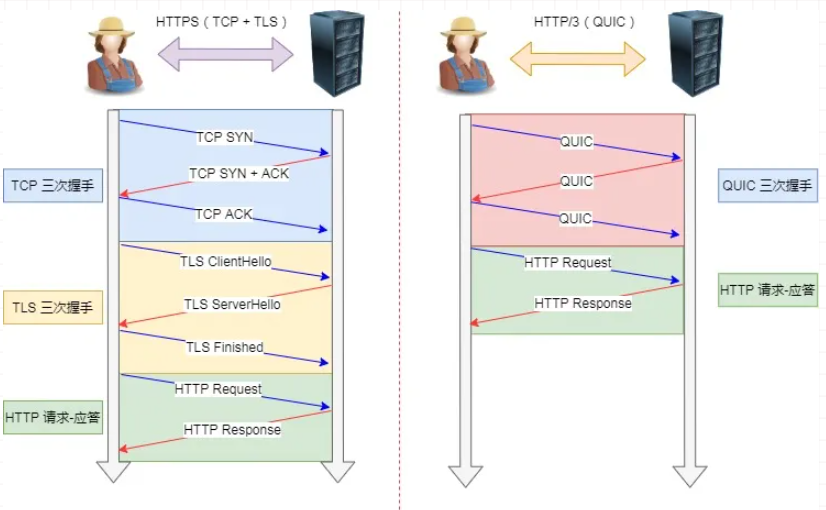 HTTPS（TCP + TLS）
TCP 三次握手
TCP SYN
TCP SYN + ACK
TCP ACK
TLS 三次握手
TLS ClientHello
TLS ServerHello
TLS Finished
HTTP 请求-应答
HTTP Request
HTTP Response
HTTP/3（QUIC）
QUIC
QUIC
QUIC
QUIC 三次握手
HTTP Request
HTTP Response
HTTP 请求-应答